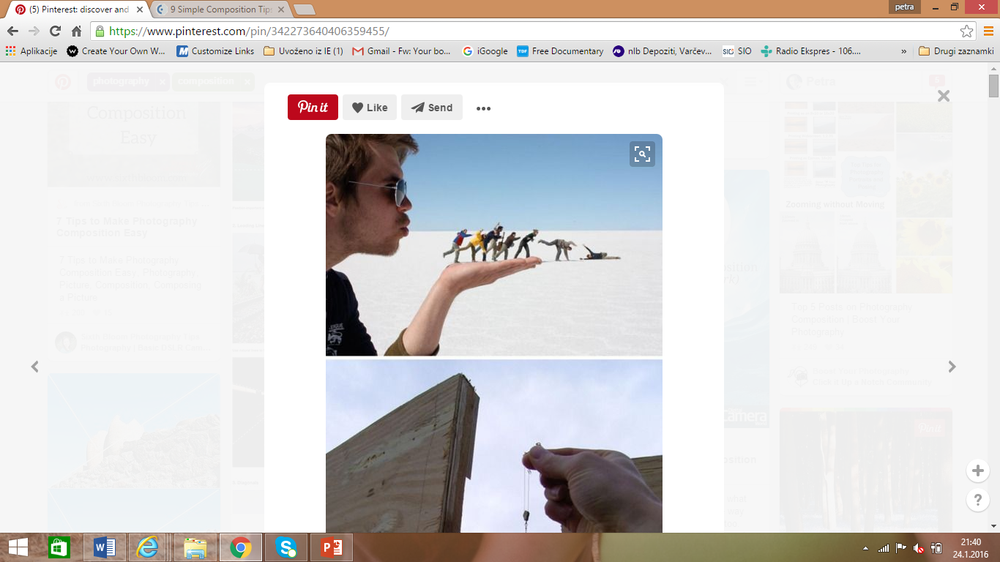 (5) Pinterest: discover and
9 Simple Composition Tips
petra
https://www.pinterest.com/pin/342273640406359455/
Aplikacije
Create Your Own W...
Customize Links
Uvoženo iz IE (1)
Gmail - Fw: Your bo...
iGoogle
Free Documentary
nlb Depoziti, Varčev...
SIO
Radio Ekspres - 106....
»
Drugi zaznamki
photography
composition
Petra
Pin it
Like
Send
Composition
Easy
7 Tips to Make Photography
Composition Easy
7 Tips to Make Photography
Composition Easy
Picture
a Picture
Zooming without Moving
Top 5 Posts on Photography
Composition
Boost Your
Photography
Camera
?
21:40
24.1.2016